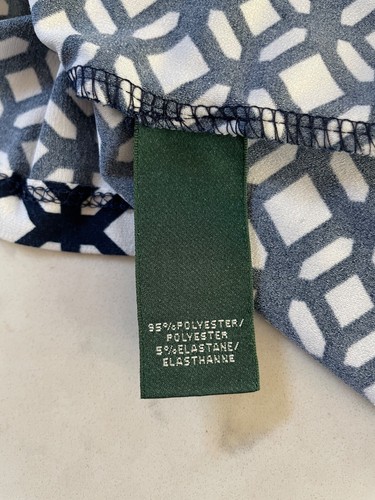 95%POLYESTER/
POLYESTER
5%ELASTANE/
ELASTHANNE